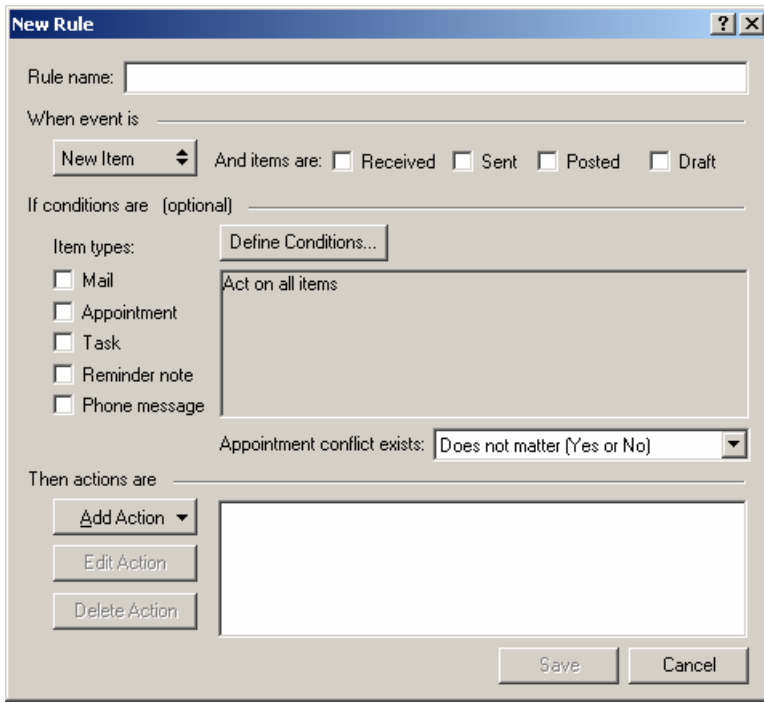 New Rule
Rule name:
When event is
New Item And items are: Received Sent Posted Draft
If conditions are (optional)
Item types: Define Conditions...
Mail
Act on all items
Appointment
Task
Reminder note
Phone message
Appointment conflict exists: Does not matter (Yes or No)
Then actions are
Add Action
Edit Action
Delete Action
Save Cancel